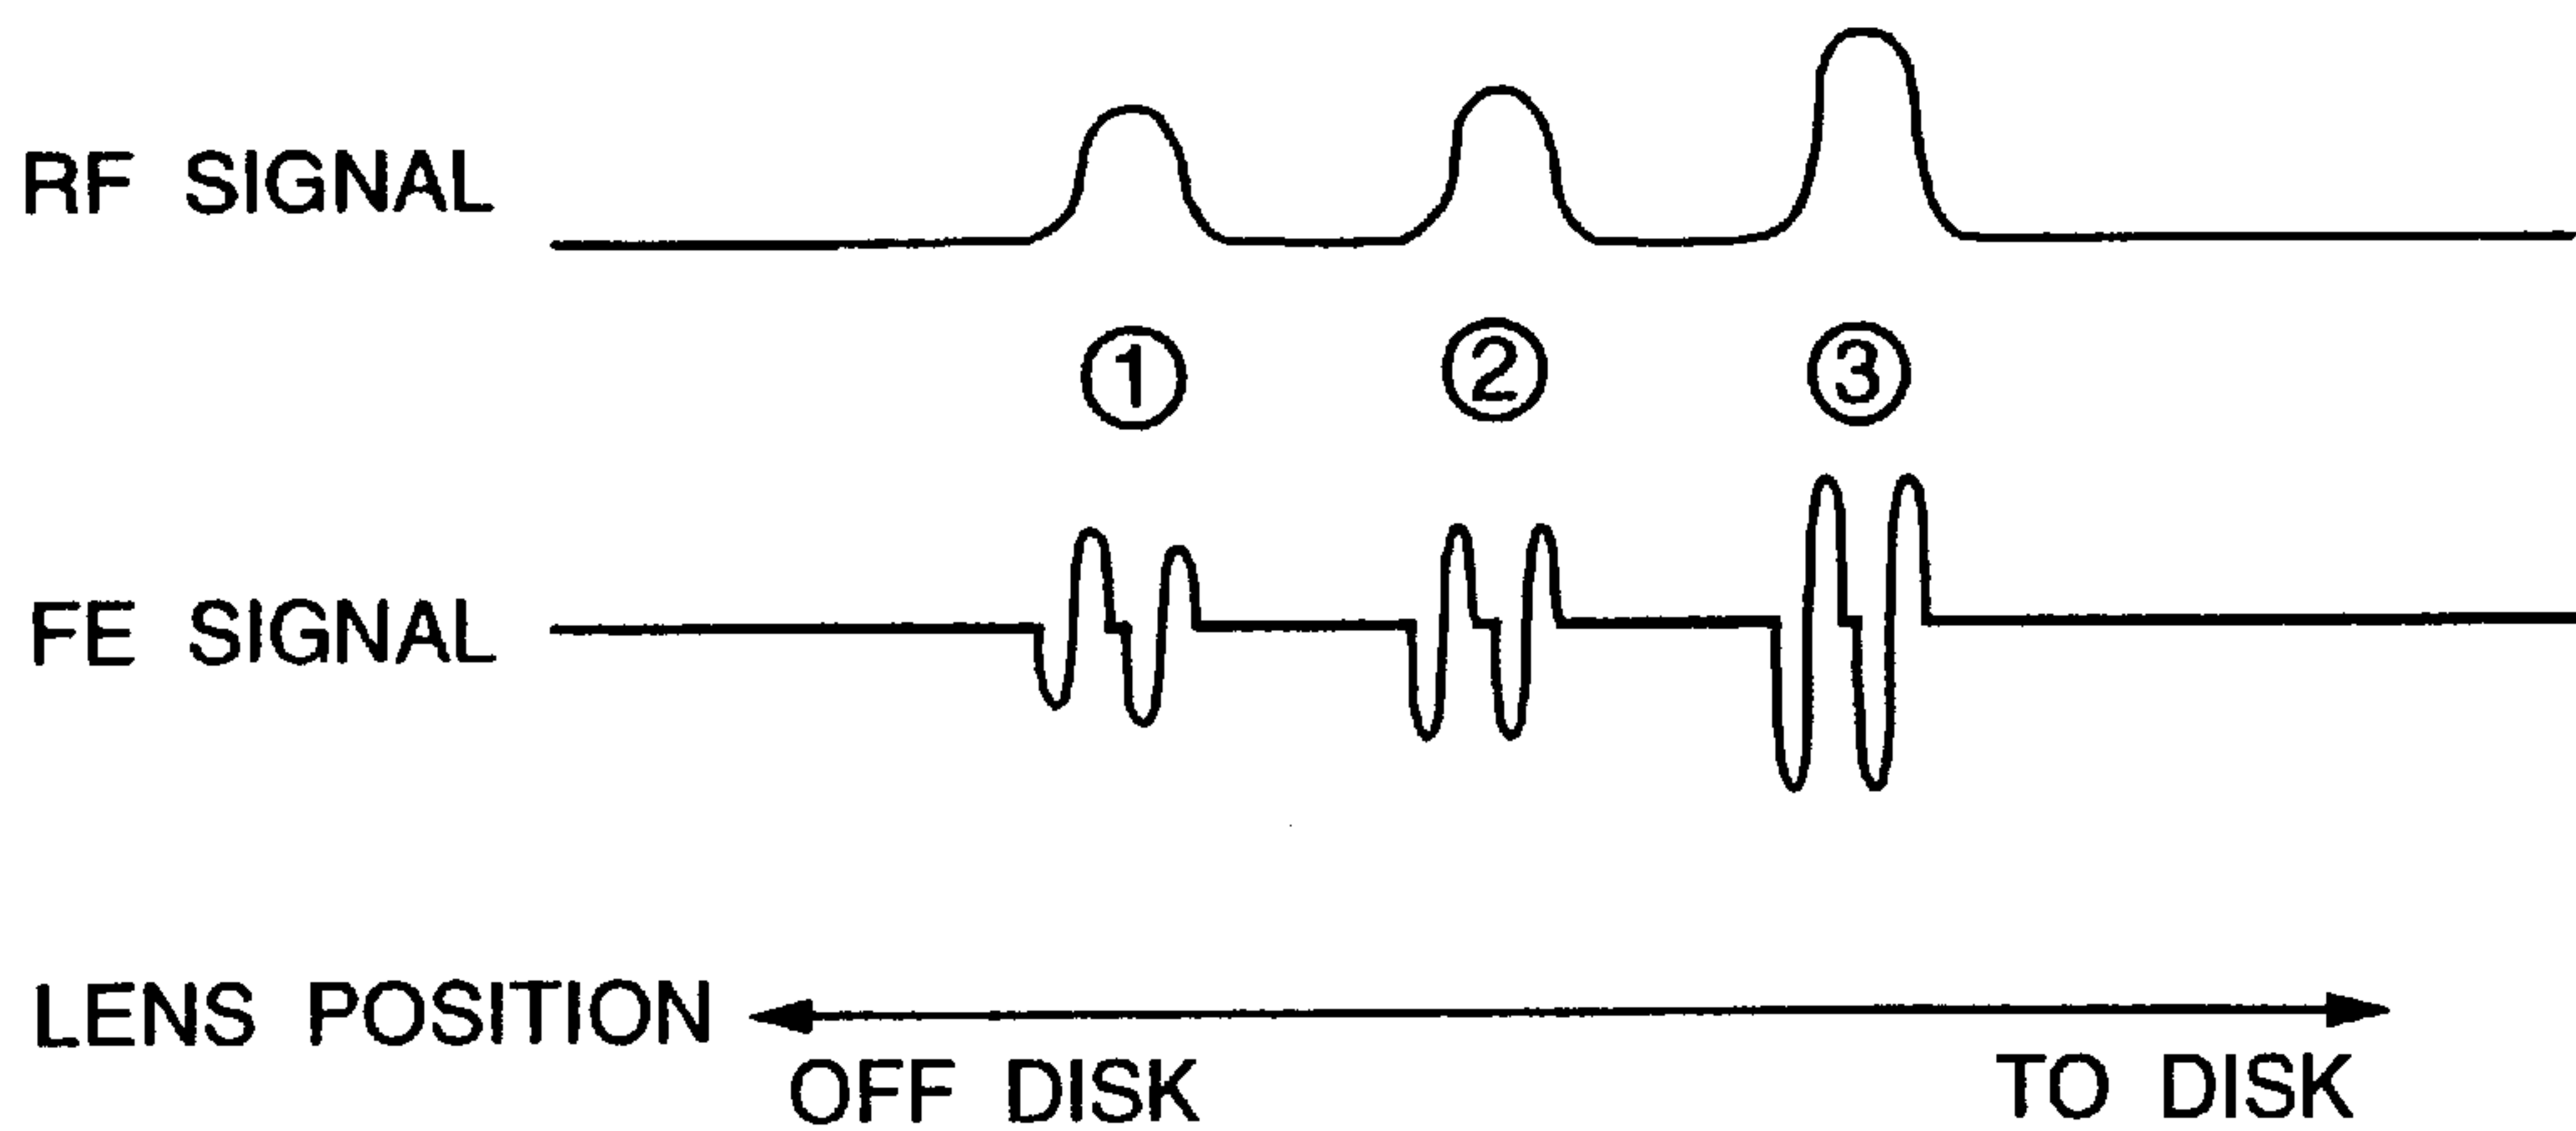 RF SIGNAL
① ② ③
FE SIGNAL
LENS POSITION
OFF DISK TO DISK